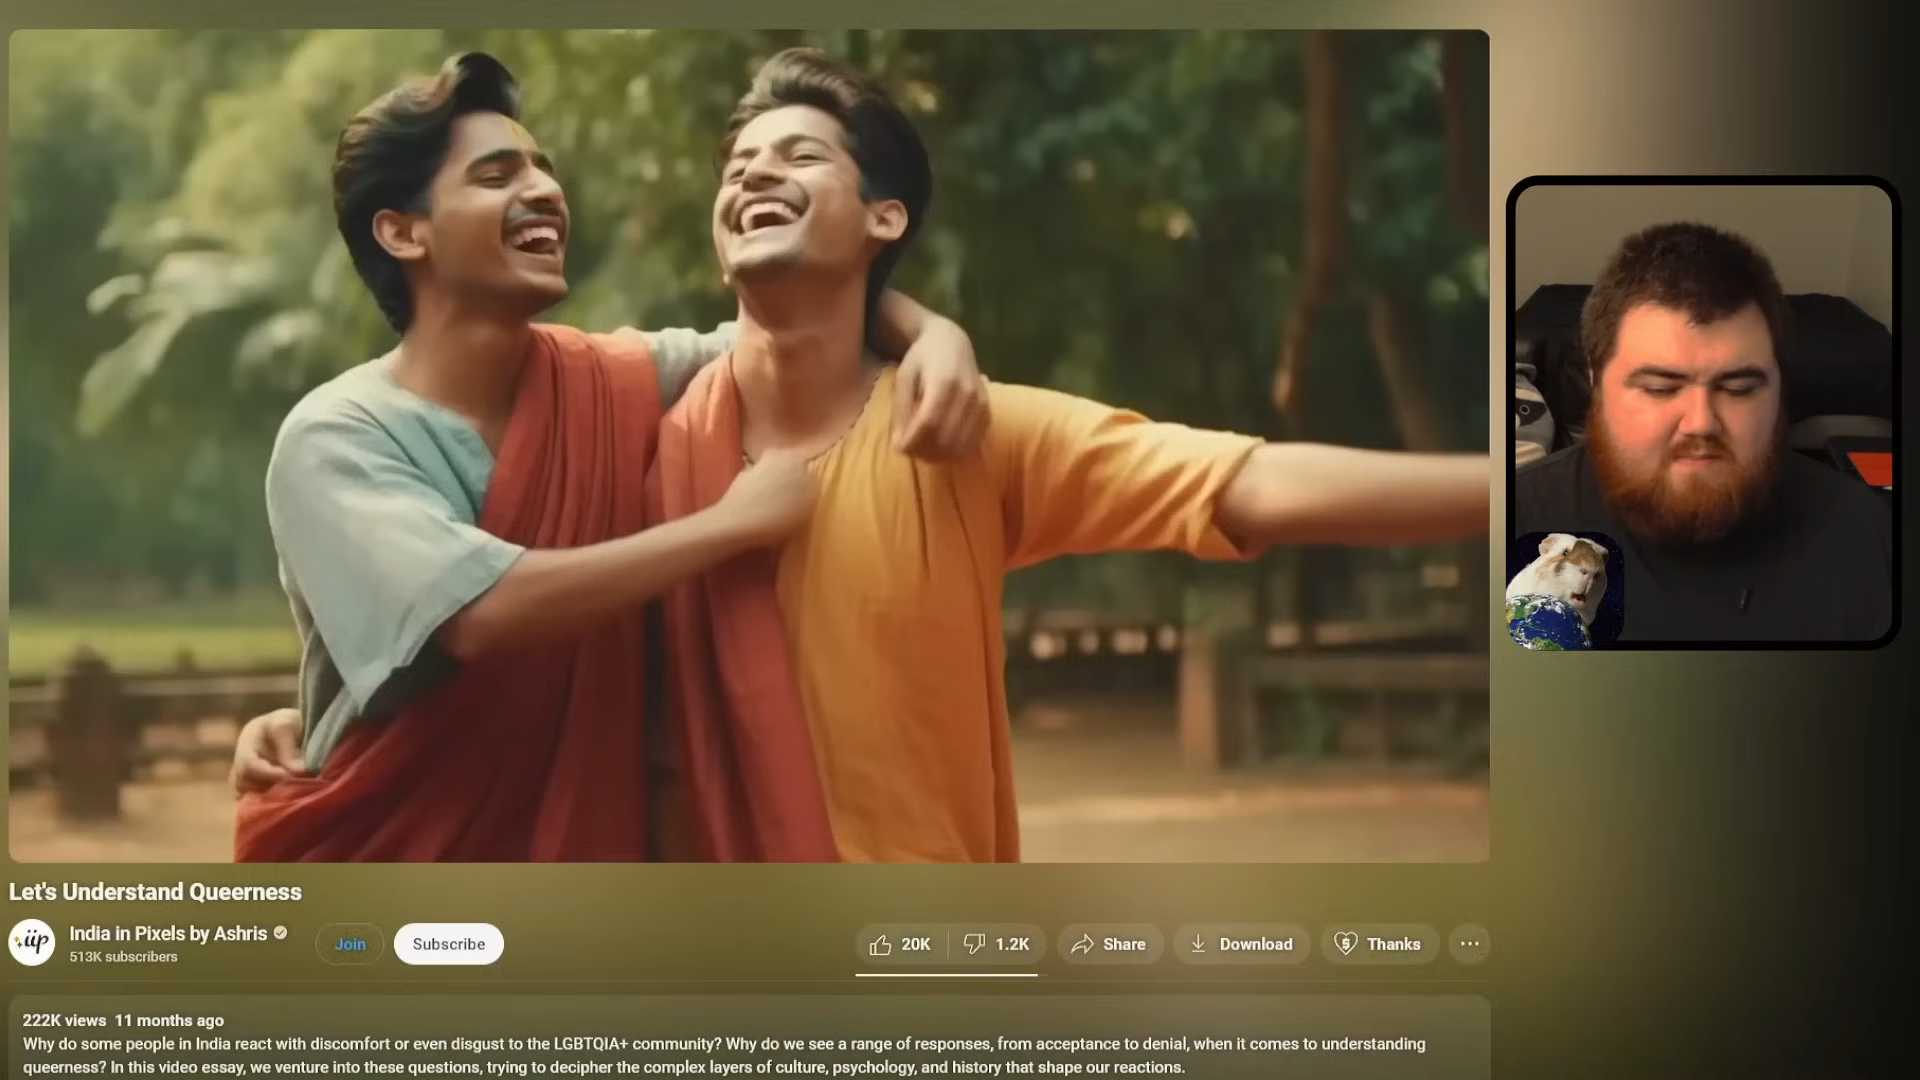 Let's Understand Queerness
iip
India in Pixels by Ashris
513K subscribers
Join
Subscribe
20K
1.2K
Share
Download
Thanks
222K views 11 months ago
Why do some people in India react with discomfort or even disgust to the LGBTQIA+ community? Why do we see a range of responses, from acceptance to denial, when it comes to understanding
queerness? In this video essay, we venture into these questions, trying to decipher the complex layers of culture, psychology, and history that shape our reactions.